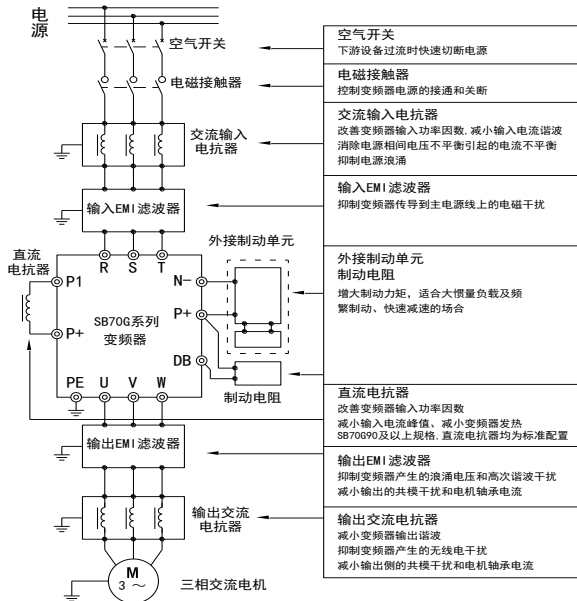 电
源
空气开关
电磁接触器
交流输入
电抗器
输入EMI滤波器
直流
电抗器
R S T
P1
P+
N-
P+
DB
SB70G系列
变频器
PE U V W
外接制动单元
制动电阻
输出EMI滤波器
输出交流
电抗器
M
3 ～
三相交流电机
空气开关
下游设备过流时快速切断电源
电磁接触器
控制变频器电源的接通和关断
交流输入电抗器
改善变频器输入功率因数,减小输入电流谐波
消除电源相间电压不平衡引起的电流不平衡
抑制电源浪涌
输入EMI滤波器
抑制变频器传导到主电源线上的电磁干扰
外接制动单元
制动电阻
增大制动力矩，适合大惯量负载及频
繁制动、快速减速的场合
直流电抗器
改善变频器输入功率因数
减小输入电流峰值、减小变频器发热
SB70G90及以上规格,直流电抗器均为标准配置
输出EMI滤波器
抑制变频器产生的浪涌电压和高次谐波干扰
减小输出的共模干扰和电机轴承电流
输出交流电抗器
减小变频器输出谐波
抑制变频器产生的无线电干扰
减小输出侧的共模干扰和电机轴承电流